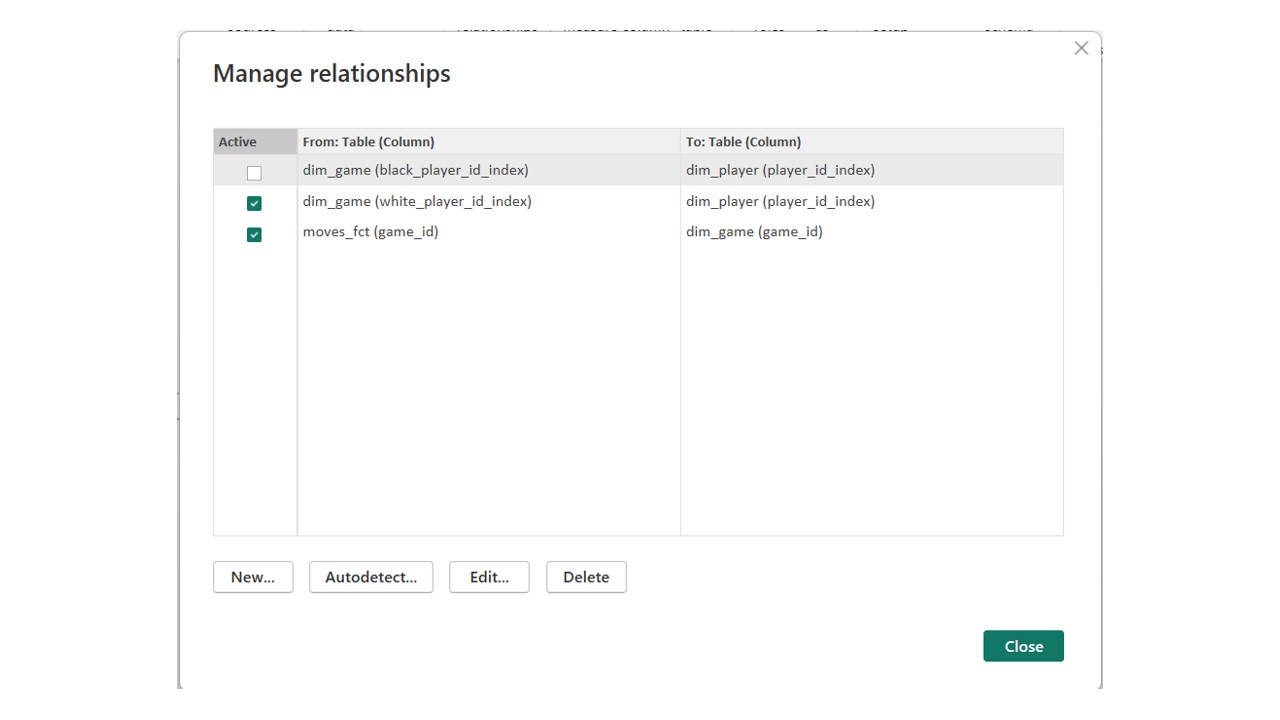 Manage relationships
Active From: Table (Column) To: Table (Column)
dim_game (black_player_id_index) dim_player (player_id_index)
dim_game (white_player_id_index) dim_player (player_id_index)
moves_fct (game_id) dim_game (game_id)
New... Autodetect... Edit... Delete
Close